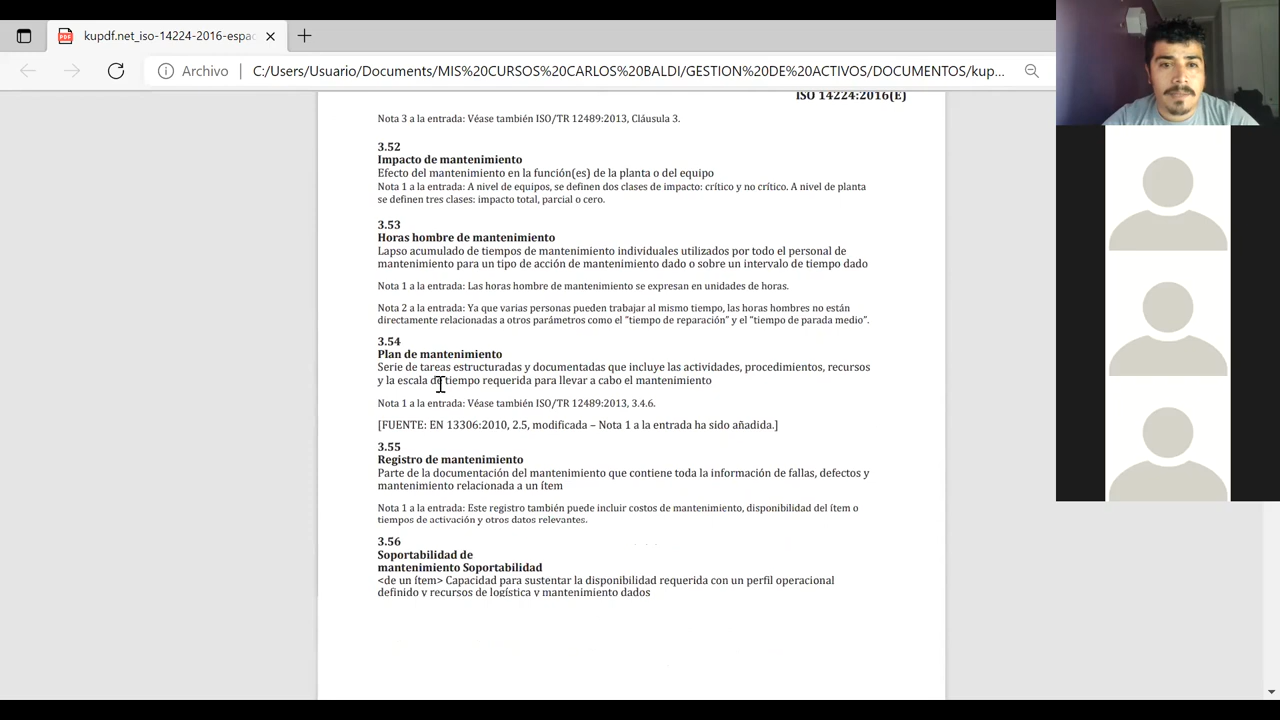 kupdf.net_iso-14224-2016-espa
Archivo
C:/Users/Usuario/Documents/MIS%20CURSOS%20CARLOS%20BALDI/GESTION%20DE%20ACTIVOS/DOCUMENTOS/kup...
ISO 14224:2016(E)
Nota 3 a la entrada: Véase también ISO/TR 12489:2013, Cláusula 3.
3.52
Impacto de mantenimiento
Efecto del mantenimiento en la función(es) de la planta o del equipo
Nota 1 a la entrada: A nivel de equipos, se definen dos clases de impacto: crítico y no crítico. A nivel de planta
se definen tres clases: impacto total, parcial o cero.
3.53
Horas hombre de mantenimiento
Lapso acumulado de tiempos de mantenimiento individuales utilizados por todo el personal de
mantenimiento para un tipo de acción de mantenimiento dado o sobre un intervalo de tiempo dado
Nota 1 a la entrada: Las horas hombre de mantenimiento se expresan en unidades de horas.
Nota 2 a la entrada: Ya que varias personas pueden trabajar al mismo tiempo, las horas hombres no están
directamente relacionadas a otros parámetros como el "tiempo de reparación" y el "tiempo de parada medio".
3.54
Plan de mantenimiento
Serie de tareas estructuradas y documentadas que incluye las actividades, procedimientos, recursos
y la escala de tiempo requerida para llevar a cabo el mantenimiento
Nota 1 a la entrada: Véase también ISO/TR 12489:2013, 3.4.6.
[FUENTE: EN 13306:2010, 2.5, modificada – Nota 1 a la entrada ha sido añadida.]
3.55
Registro de mantenimiento
Parte de la documentación del mantenimiento que contiene toda la información de fallas, defectos y
mantenimiento relacionada a un ítem
Nota 1 a la entrada: Este registro también puede incluir costos de mantenimiento, disponibilidad del ítem o
tiempos de activación y otros datos relevantes.
3.56
Soportabilidad de
mantenimiento Soportabilidad
<de un ítem> Capacidad para sustentar la disponibilidad requerida con un perfil operacional
definido y recursos de logística y mantenimiento dados